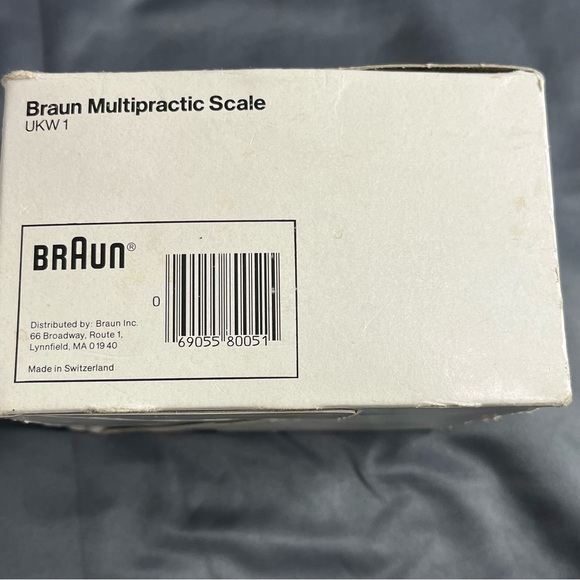 Braun Multipractic Scale
UKW 1
BRAUN®
0
69055 80051
Distributed by: Braun Inc.
66 Broadway, Route 1,
Lynnfield, MA 01940
Made in Switzerland